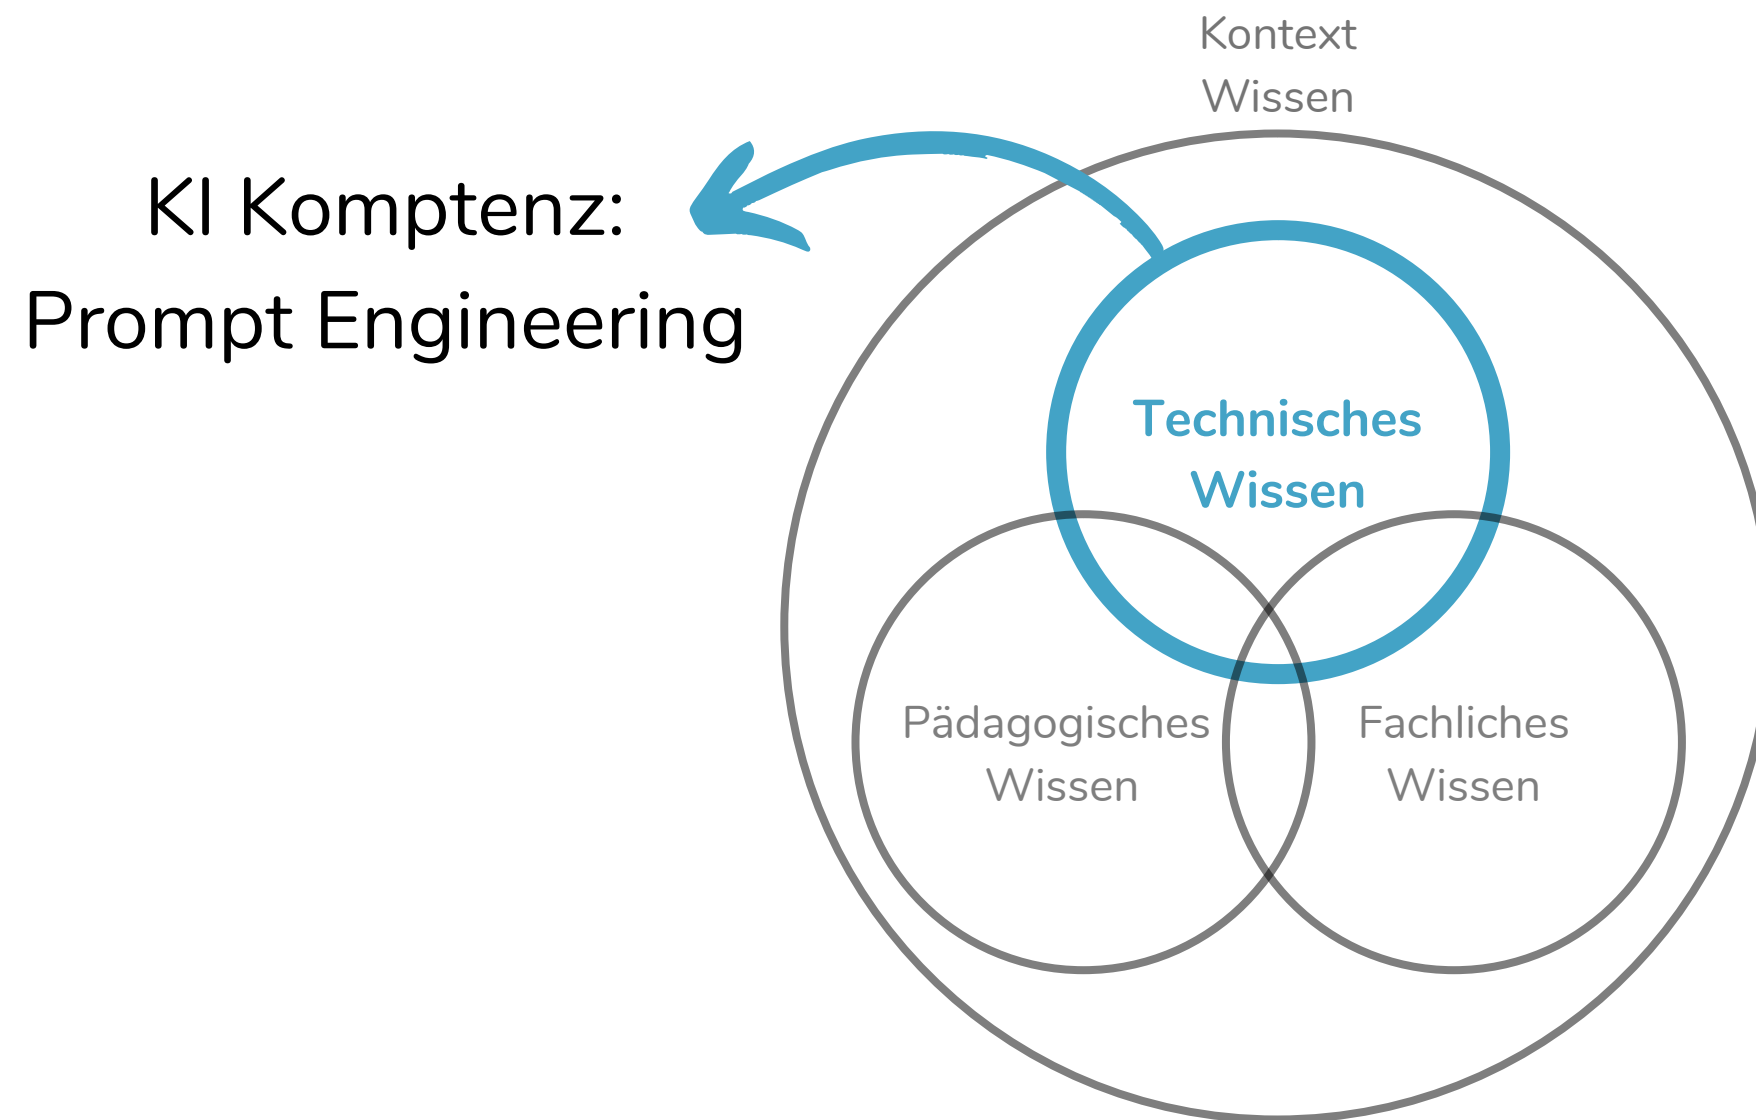 Kontext
Wissen
KI Komptenz:
Prompt Engineering
Technisches
Wissen
Pädagogisches
Wissen
Fachliches
Wissen